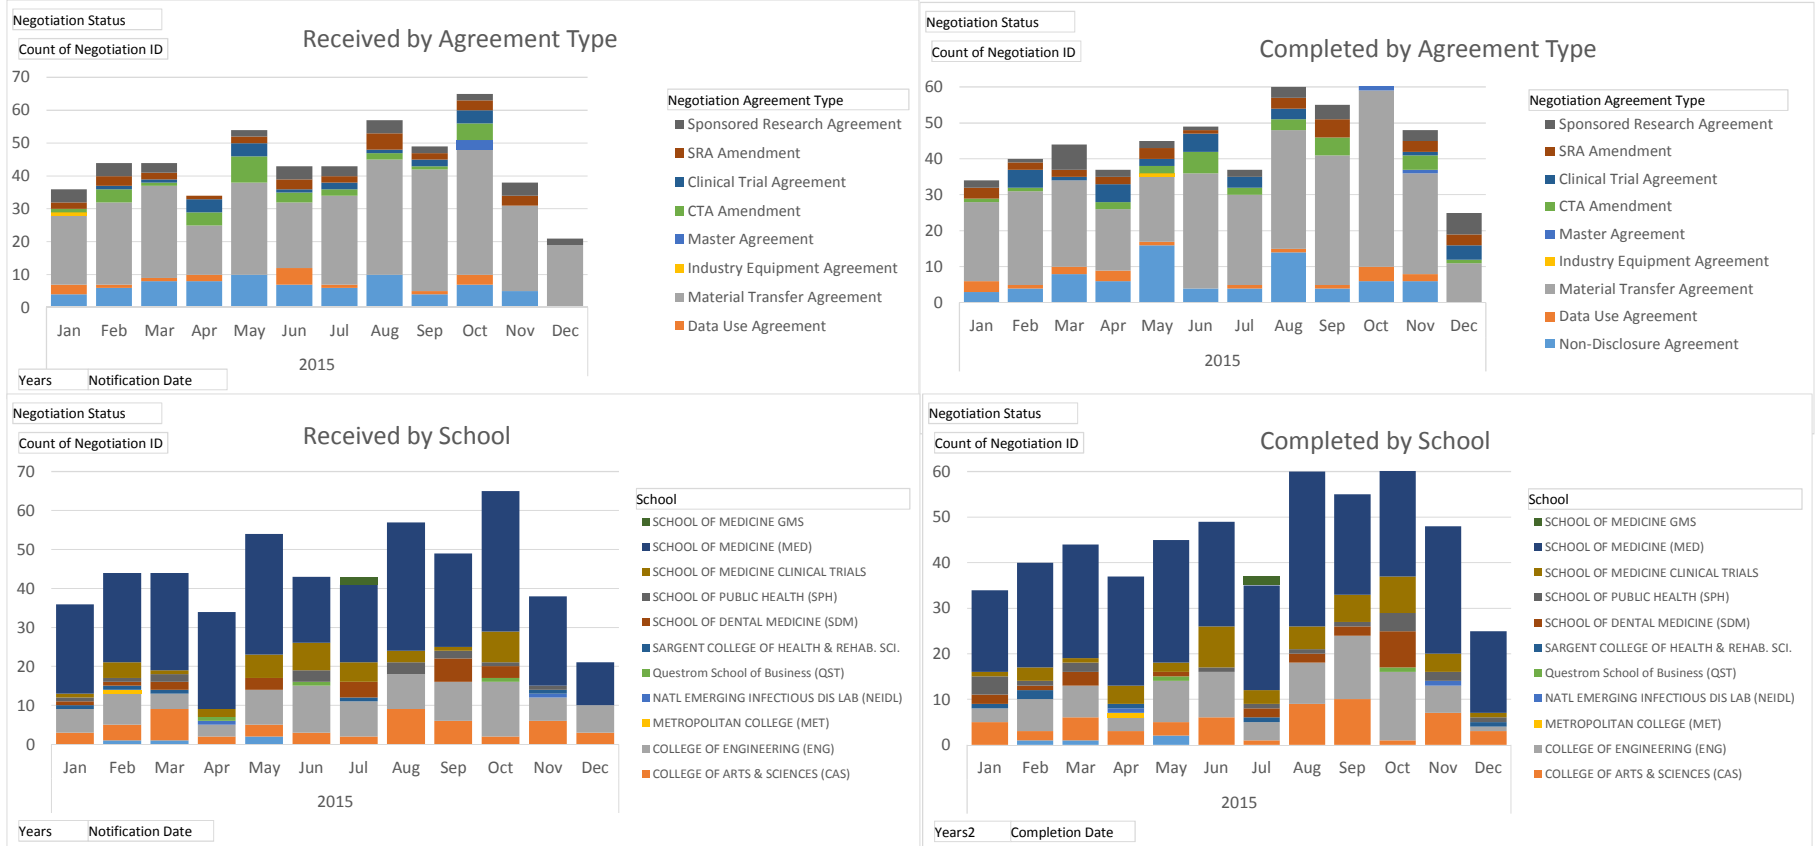 Negotiation Status
Count of Negotiation ID
Received by Agreement Type
70
60
50
40
30
20
10
0
Jan Feb Mar Apr May Jun Jul Aug Sep Oct Nov Dec
2015
Years Notification Date
Negotiation Agreement Type
Sponsored Research Agreement
SRA Amendment
Clinical Trial Agreement
CTA Amendment
Master Agreement
Industry Equipment Agreement
Material Transfer Agreement
Data Use Agreement
Negotiation Status
Count of Negotiation ID
Completed by Agreement Type
60
50
40
30
20
10
0
Jan Feb Mar Apr May Jun Jul Aug Sep Oct Nov Dec
2015
Negotiation Agreement Type
Sponsored Research Agreement
SRA Amendment
Clinical Trial Agreement
CTA Amendment
Master Agreement
Industry Equipment Agreement
Material Transfer Agreement
Data Use Agreement
Non-Disclosure Agreement
Negotiation Status
Count of Negotiation ID
Received by School
70
60
50
40
30
20
10
0
Jan Feb Mar Apr May Jun Jul Aug Sep Oct Nov Dec
2015
Years Notification Date
School
SCHOOL OF MEDICINE GMS
SCHOOL OF MEDICINE (MED)
SCHOOL OF MEDICINE CLINICAL TRIALS
SCHOOL OF PUBLIC HEALTH (SPH)
SCHOOL OF DENTAL MEDICINE (SDM)
SARGENT COLLEGE OF HEALTH & REHAB. SCI.
Questrom School of Business (QST)
NATL EMERGING INFECTIOUS DIS LAB (NEIDL)
METROPOLITAN COLLEGE (MET)
COLLEGE OF ENGINEERING (ENG)
COLLEGE OF ARTS & SCIENCES (CAS)
Negotiation Status
Count of Negotiation ID
Completed by School
60
50
40
30
20
10
0
Jan Feb Mar Apr May Jun Jul Aug Sep Oct Nov Dec
2015
Years2 Completion Date
School
SCHOOL OF MEDICINE GMS
SCHOOL OF MEDICINE (MED)
SCHOOL OF MEDICINE CLINICAL TRIALS
SCHOOL OF PUBLIC HEALTH (SPH)
SCHOOL OF DENTAL MEDICINE (SDM)
SARGENT COLLEGE OF HEALTH & REHAB. SCI.
Questrom School of Business (QST)
NATL EMERGING INFECTIOUS DIS LAB (NEIDL)
METROPOLITAN COLLEGE (MET)
COLLEGE OF ENGINEERING (ENG)
COLLEGE OF ARTS & SCIENCES (CAS)